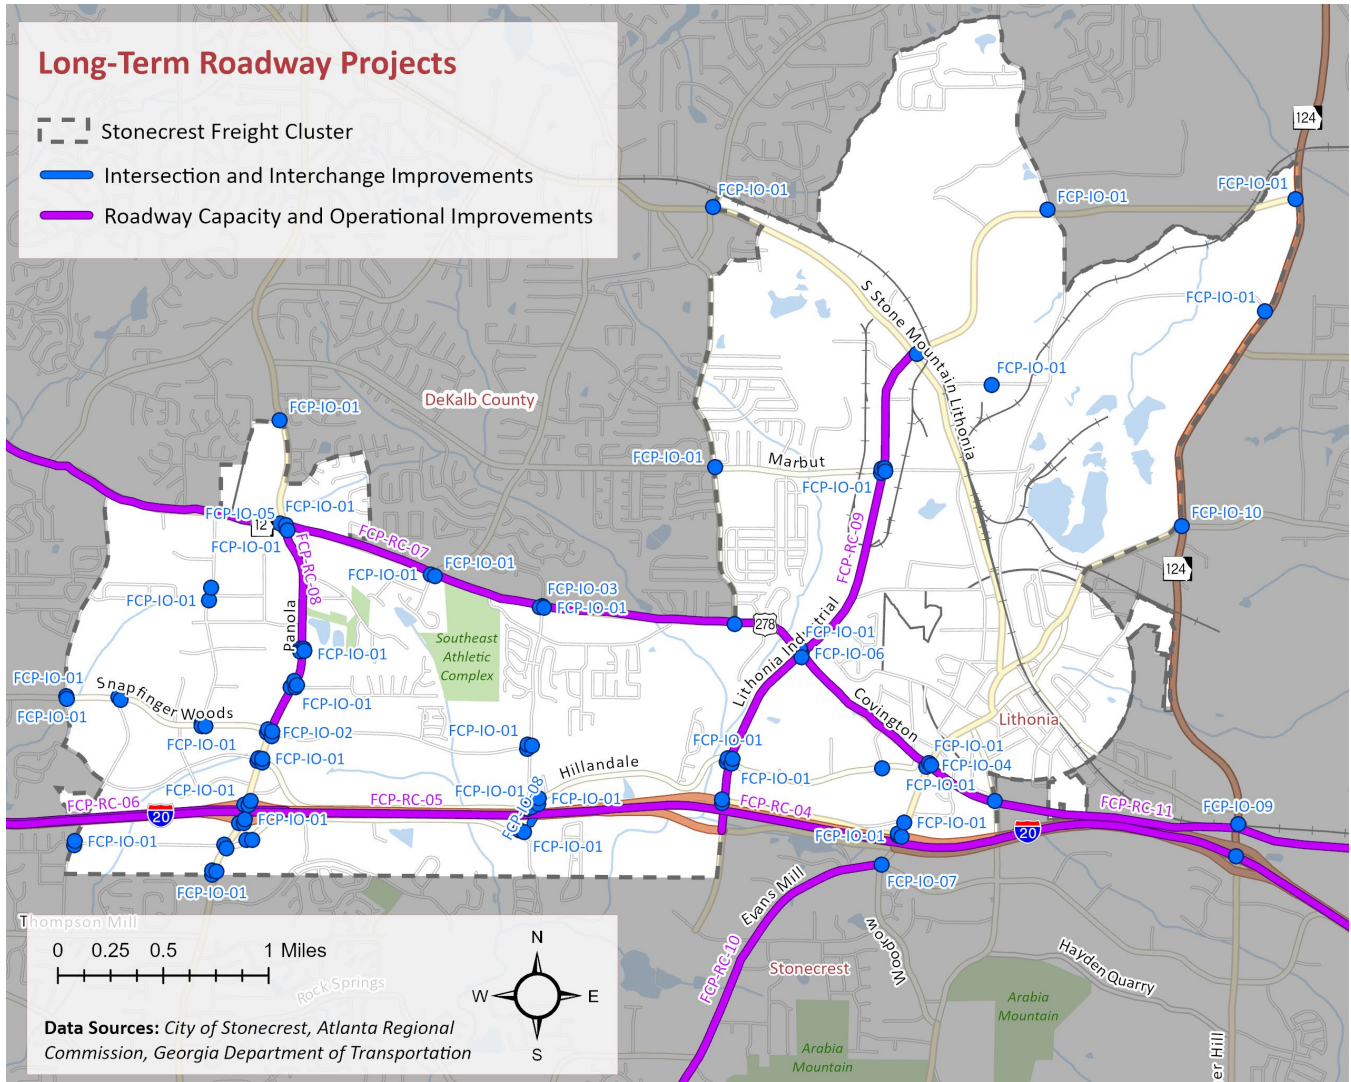 Long-Term Roadway Projects
Stonecrest Freight Cluster
Intersection and Interchange Improvements
Roadway Capacity and Operational Improvements
124
FCP-IO-01
FCP-IO-01
FCP-IO-01
FCP-IO-01
S Stone Mountain Lithonia
FCP-IO-01
DeKalb County
FCP-IO-01
FCP-IO-01
Marbut
FCP-IO-01
FCP-IO-05
FCP-IO-01
12
FCP-IO-01
FCP-RC-07
FCP-RC-08
FCP-RC-09
FCP-IO-10
124
FCP-IO-01
FCP-IO-01
FCP-IO-03
FCP-IO-01
FCP-IO-01
Panola
278
FCP-IO-01
FCP-IO-06
Lithonia Industrial
Southeast
Athletic
Complex
FCP-IO-01
FCP-IO-01
FCP-IO-01
Snapfinger Woods
FCP-IO-01
FCP-IO-01
FCP-IO-02
FCP-IO-01
FCP-IO-01
Covington
Lithonia
FCP-IO-01
FCP-IO-01
Hillandale
FCP-IO-01
FCP-IO-01
FCP-IO-04
FCP-IO-01
FCP-RC-06
20
FCP-IO-01
FCP-RC-05
FCP-IO-01
FCP-IO-08
FCP-IO-01
FCP-RC-04
FCP-RC-11
FCP-IO-09
FCP-IO-01
FCP-IO-01
FCP-IO-01
FCP-IO-01
FCP-IO-01
20
FCP-IO-01
FCP-IO-07
Evans Mill
FCP-RC-10
Woodrow
Stonecrest
Hayden Quarry
Arabia
Mountain
Arabia
Mountain
er Hill
Thompson Mill
Rock Springs
0 0.25 0.5 1 Miles
N
W E
S
Data Sources: City of Stonecrest, Atlanta Regional
Commission, Georgia Department of Transportation